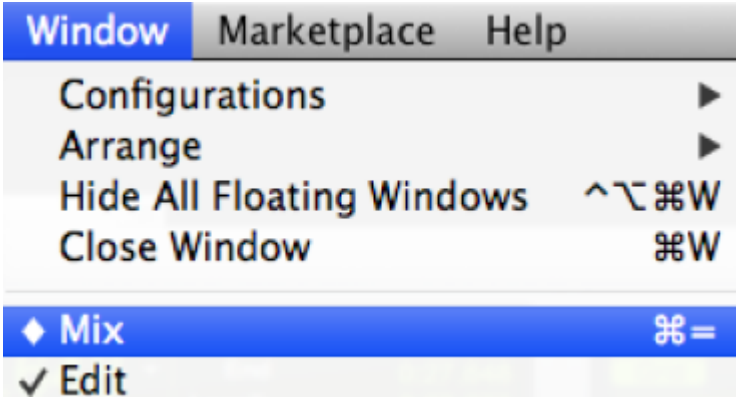 Window Marketplace Help
Configurations ▶
Arrange ▶
Hide All Floating Windows ^⌥⌘W
Close Window ⌘W
♦ Mix ⌘=
✓ Edit